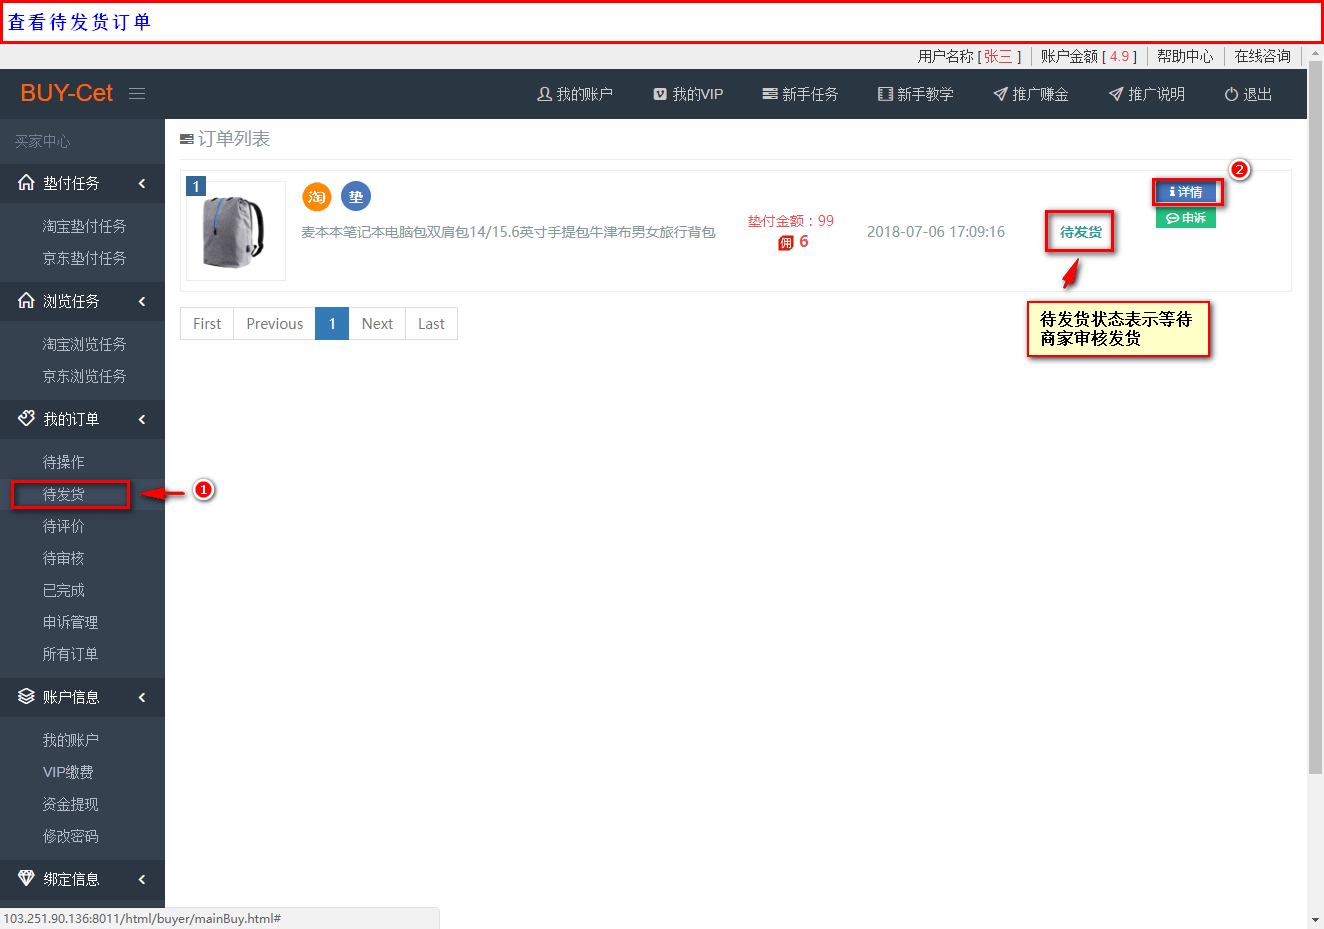 查看待发货订单
用户名称 [ 张三 ] 账户金额 [ 4.9 ] 帮助中心 在线咨询
BUY-Cet 我的账户 我的VIP 新手任务 新手教学 推广赚金 推广说明 退出
买家中心
垫付任务
淘宝垫付任务
京东垫付任务
浏览任务
淘宝浏览任务
京东浏览任务
我的订单
待操作
待发货
1
待评价
待审核
已完成
申诉管理
所有订单
账户信息
我的账户
VIP缴费
资金提现
修改密码
绑定信息
订单列表
1
淘 垫
麦本本笔记本电脑包双肩包14/15.6英寸手提包牛津布男女旅行背包
垫付金额：99
佣 6
2018-07-06 17:09:16
待发货
2
详情
申诉
待发货状态表示等待
商家审核发货
First Previous 1 Next Last
103.251.90.136:8011/html/buyer/mainBuy.html#